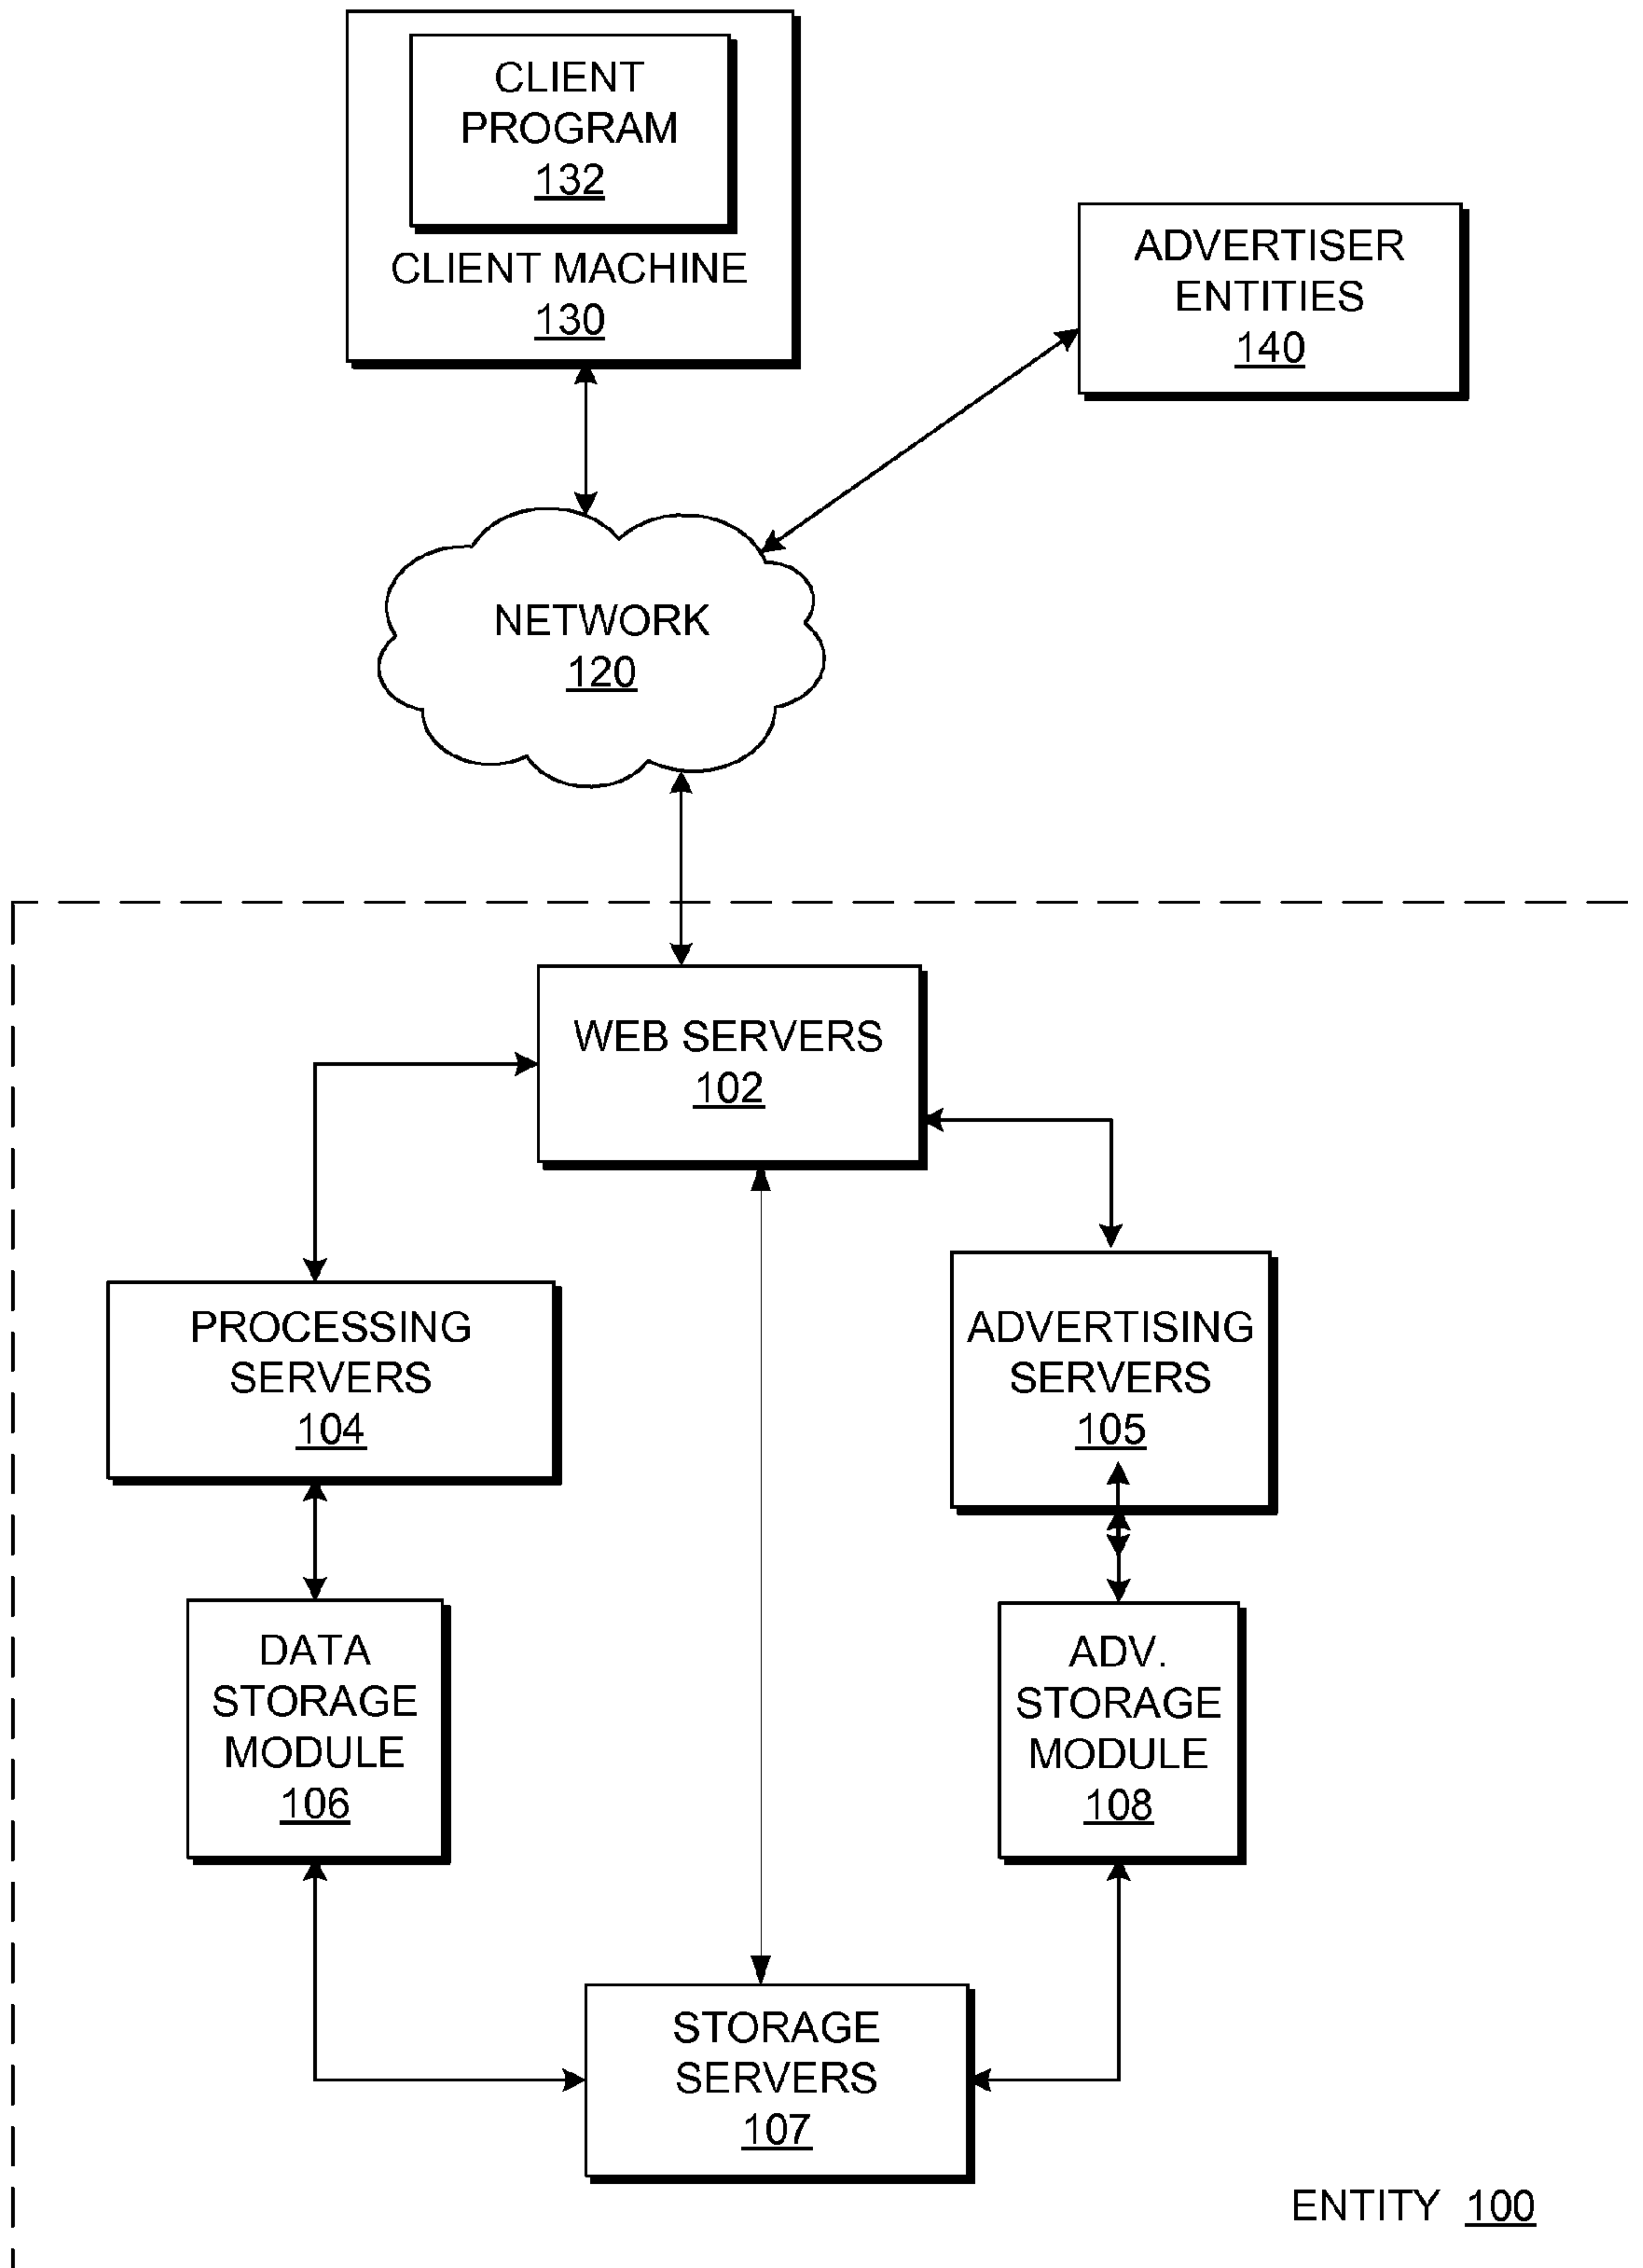 CLIENT
PROGRAM
132
CLIENT MACHINE
130
ADVERTISER
ENTITIES
140
NETWORK
120
WEB SERVERS
102
PROCESSING
SERVERS
104
ADVERTISING
SERVERS
105
DATA
STORAGE
MODULE
106
ADV.
STORAGE
MODULE
108
STORAGE
SERVERS
107
ENTITY 100